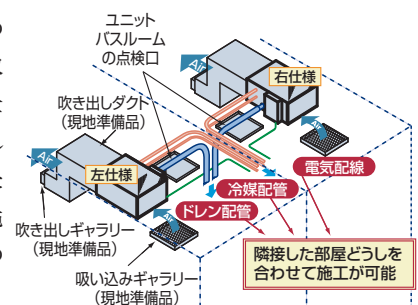 ユニット
バスルーム
の点検口
Air
右仕様
吹き出しダクト
(現地準備品)
Air
Air
左仕様
電気配線
冷媒配管
Air
ドレン配管
吹き出しギャラリー
(現地準備品)
隣接した部屋どうしを
合わせて施工が可能
吸い込みギャラリー
(現地準備品)